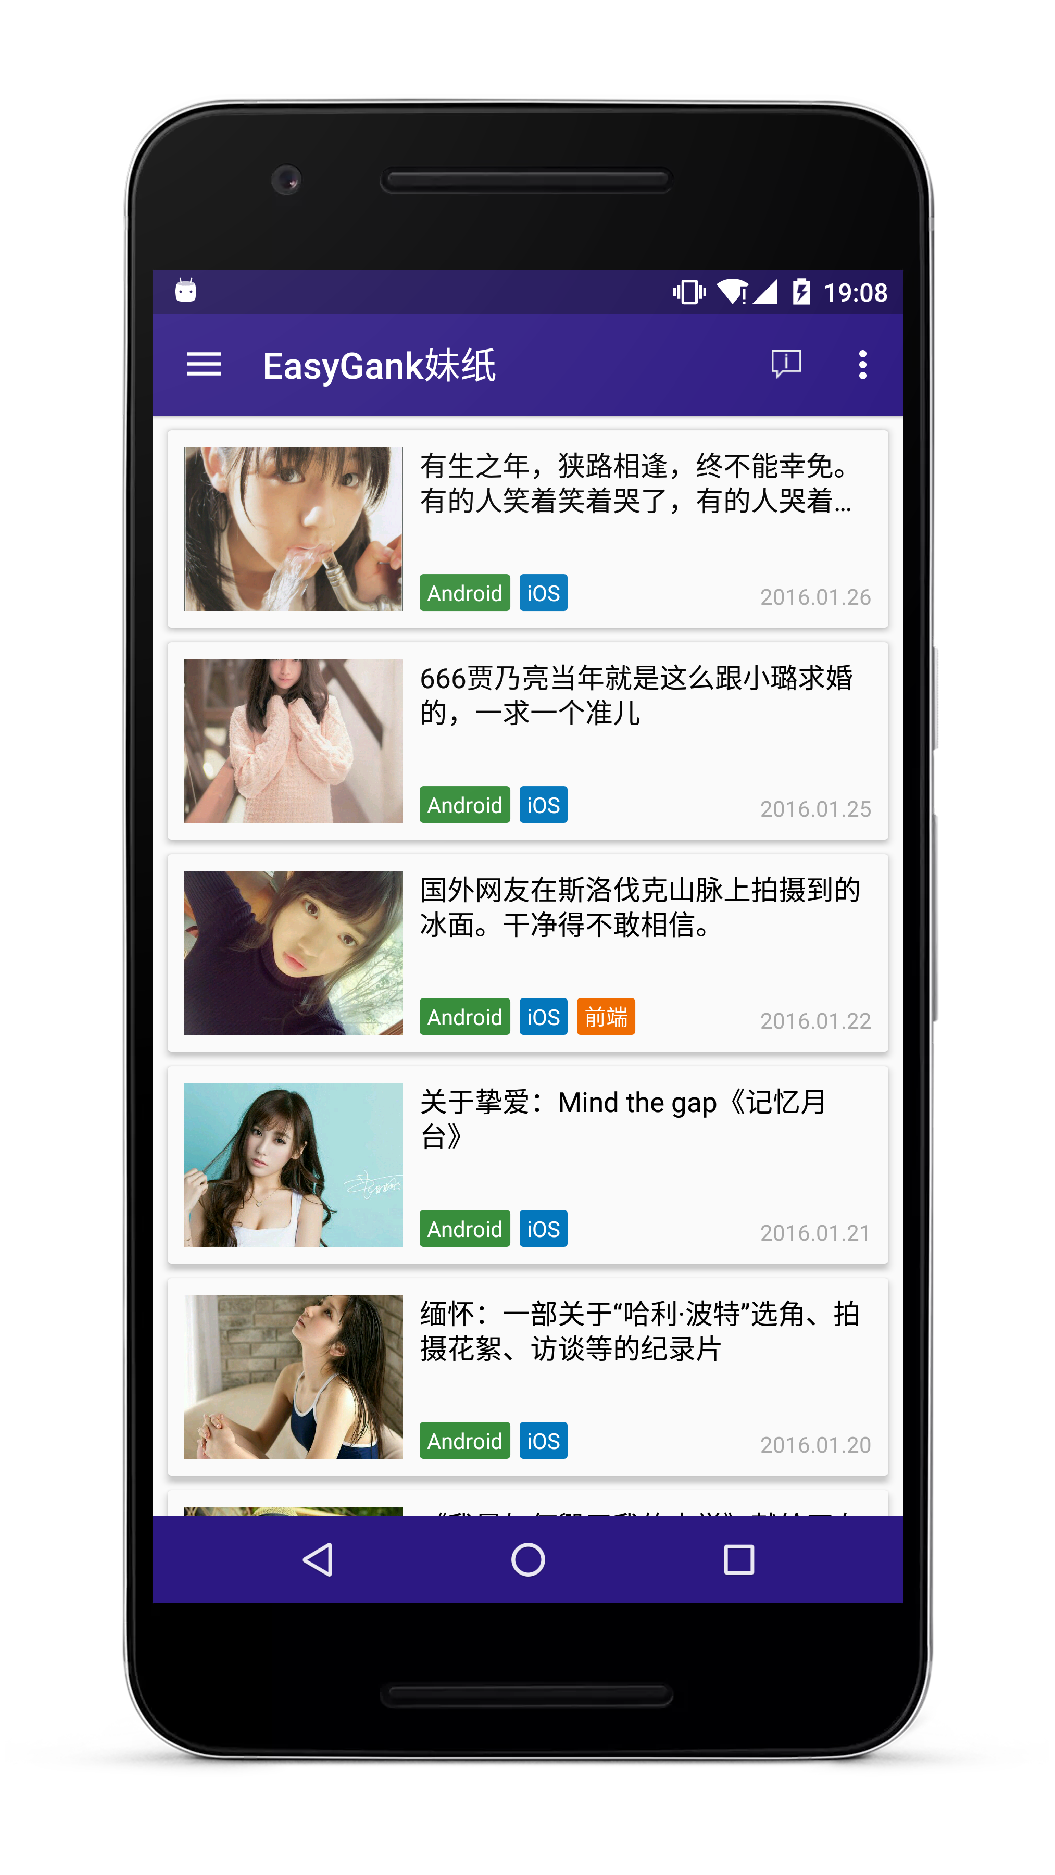 19:08
EasyGank妹纸
有生之年，狭路相逢，终不能幸免。
有的人笑着笑着哭了，有的人哭着...
Android iOS 2016.01.26
666贾乃亮当年就是这么跟小璐求婚
的，一求一个准儿
Android iOS 2016.01.25
国外网友在斯洛伐克山脉上拍摄到的
冰面。干净得不敢相信。
Android iOS 前端 2016.01.22
关于挚爱：Mind the gap《记忆月
台》
Android iOS 2016.01.21
缅怀：一部关于“哈利·波特”选角、拍
摄花絮、访谈等的纪录片
Android iOS 2016.01.20